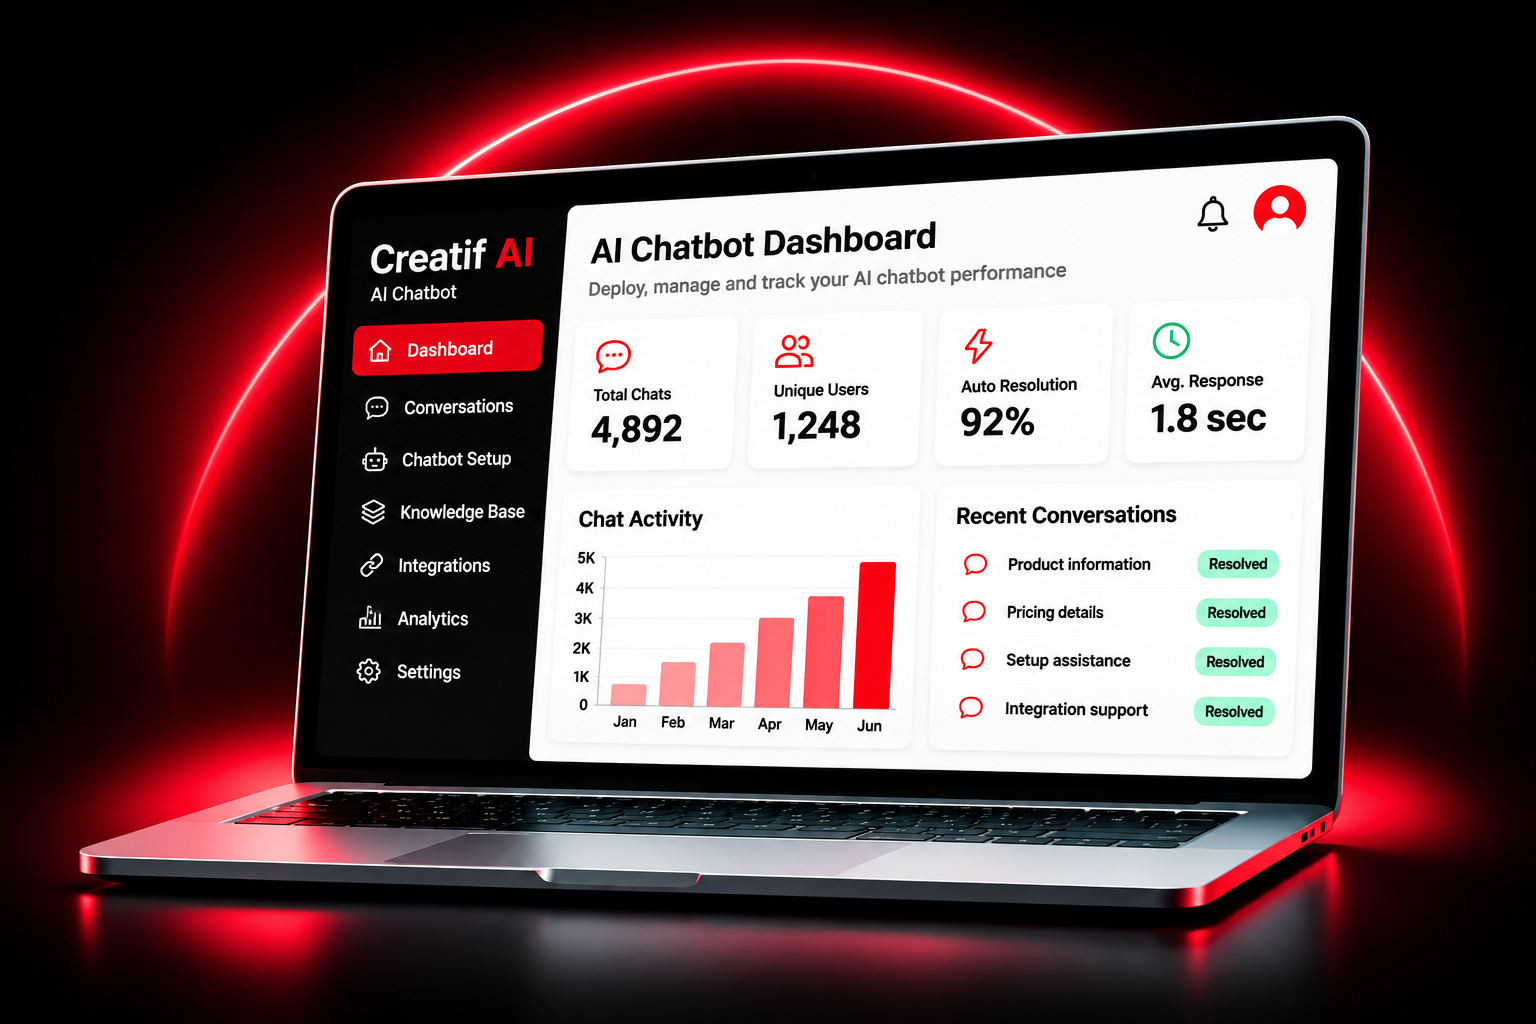 Creatif AI
AI Chatbot
Dashboard
Conversations
Chatbot Setup
Knowledge Base
Integrations
Analytics
Settings
AI Chatbot Dashboard
Deploy, manage and track your AI chatbot performance
Total Chats
4,892
Unique Users
1,248
Auto Resolution
92%
Avg. Response
1.8 sec
Chat Activity
5K
4K
3K
2K
1K
0
Jan Feb Mar Apr May Jun
Recent Conversations
Product information Resolved
Pricing details Resolved
Setup assistance Resolved
Integration support Resolved